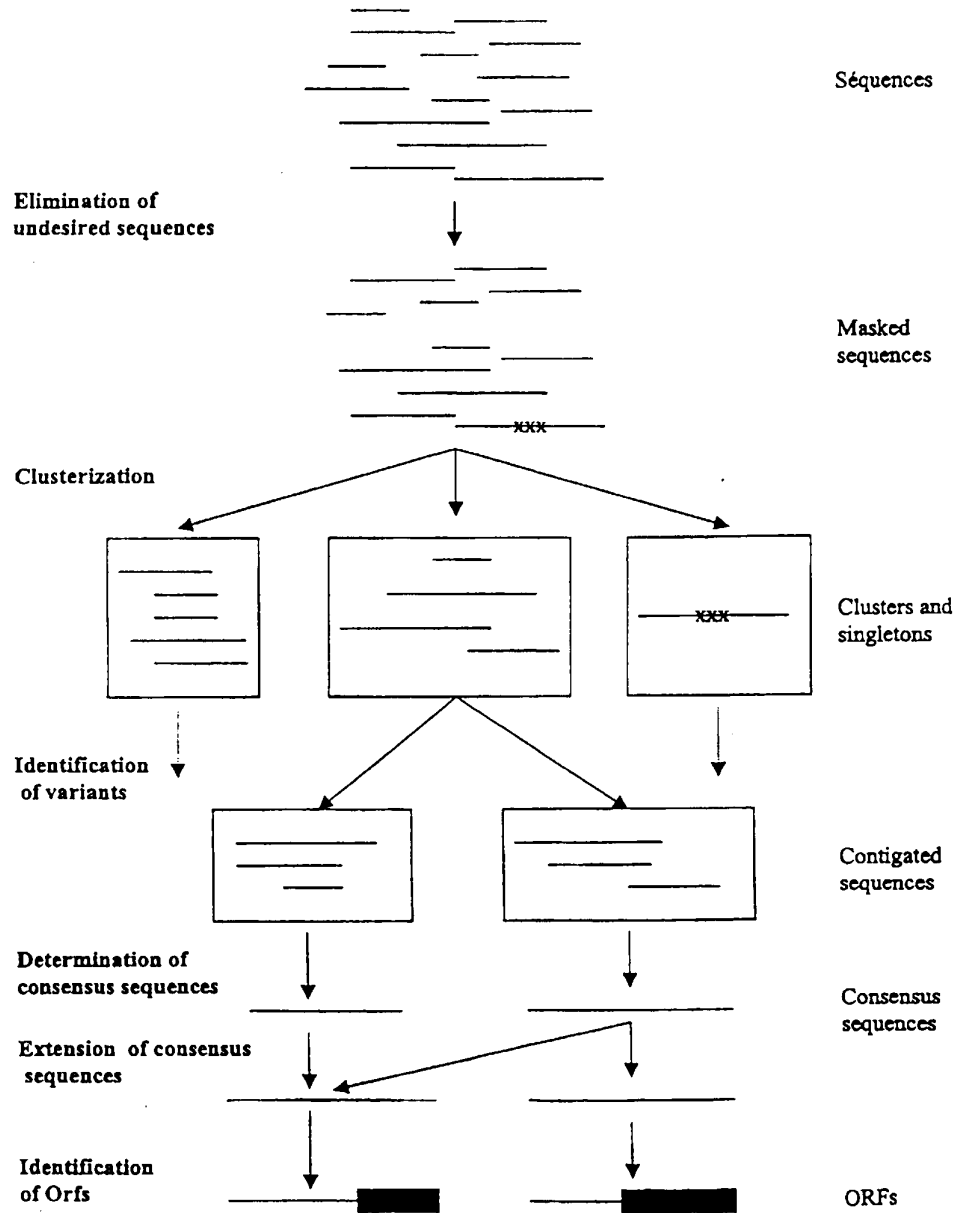 Séquences
Elimination of
undesired sequences
Masked
sequences
xxx
Clusterization
xxx
Clusters and
singletons
Identification
of variants
Contigated
sequences
Determination of
consensus sequences
Consensus
sequences
Extension of consensus
sequences
Identification
of Orfs
ORFs